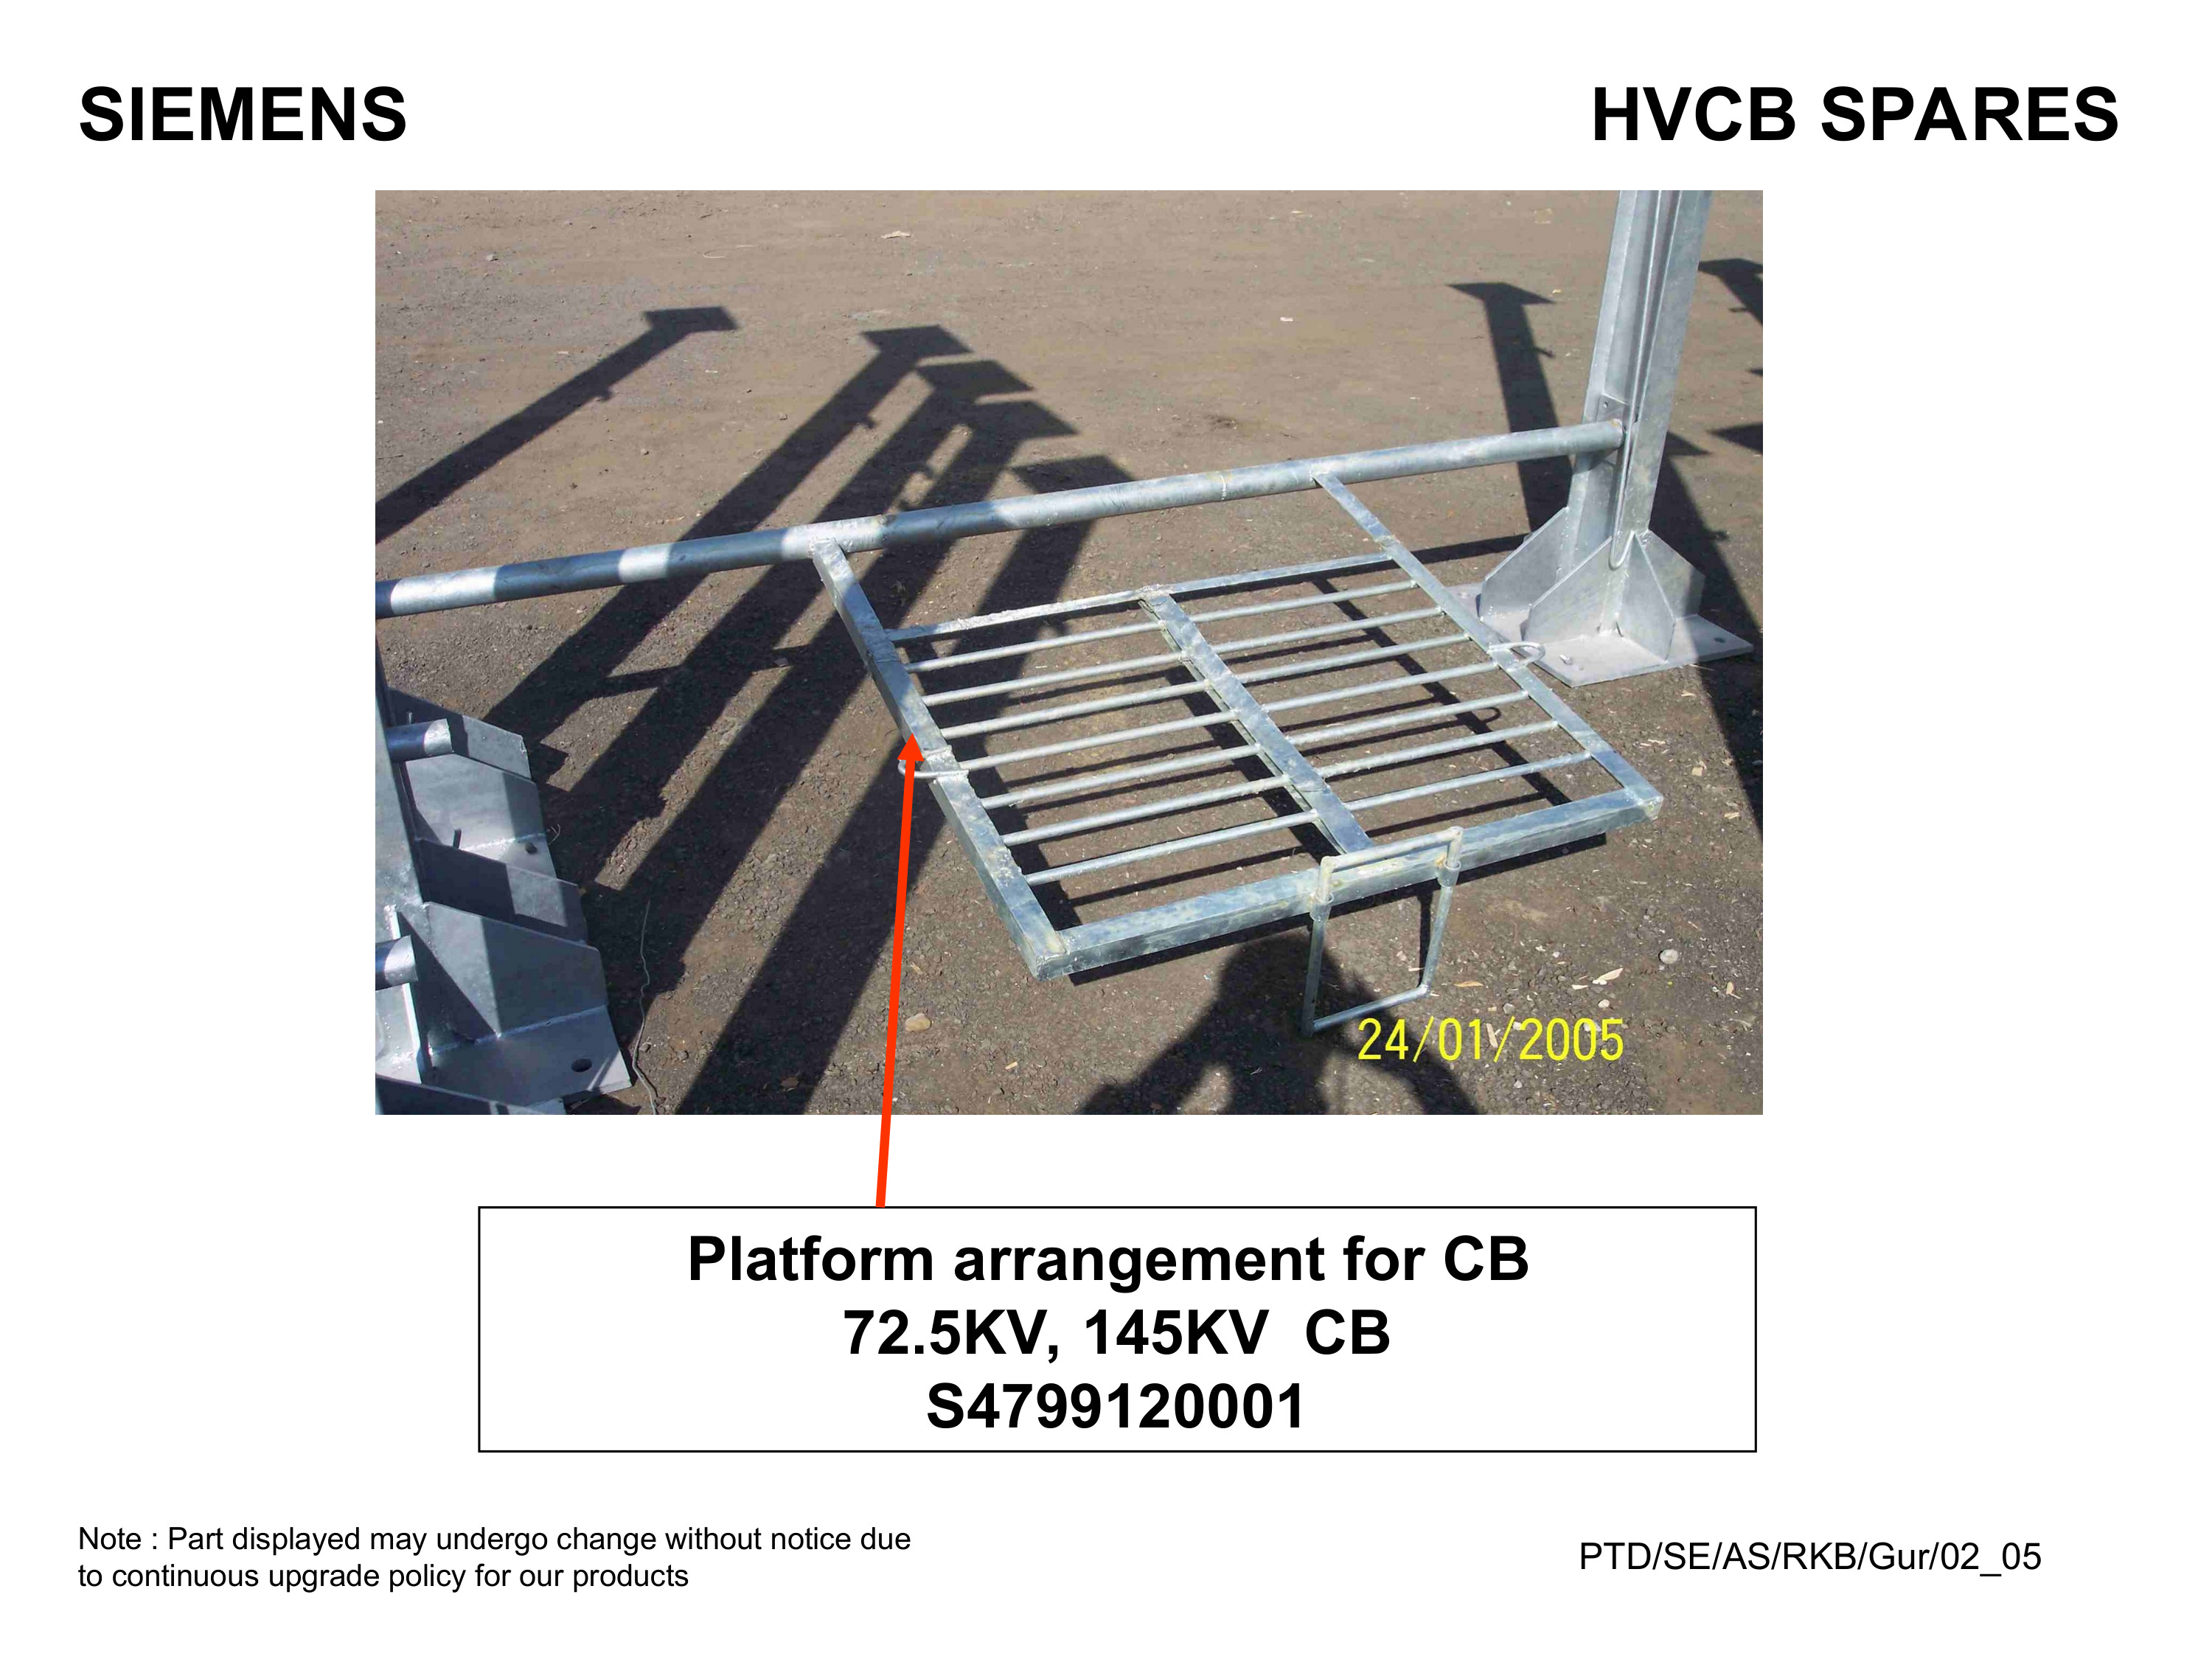 SIEMENS
HVCB SPARES
24/01/2005
Platform arrangement for CB
72.5KV, 145KV CB
S4799120001
Note : Part displayed may undergo change without notice due
to continuous upgrade policy for our products
PTD/SE/AS/RKB/Gur/02_05